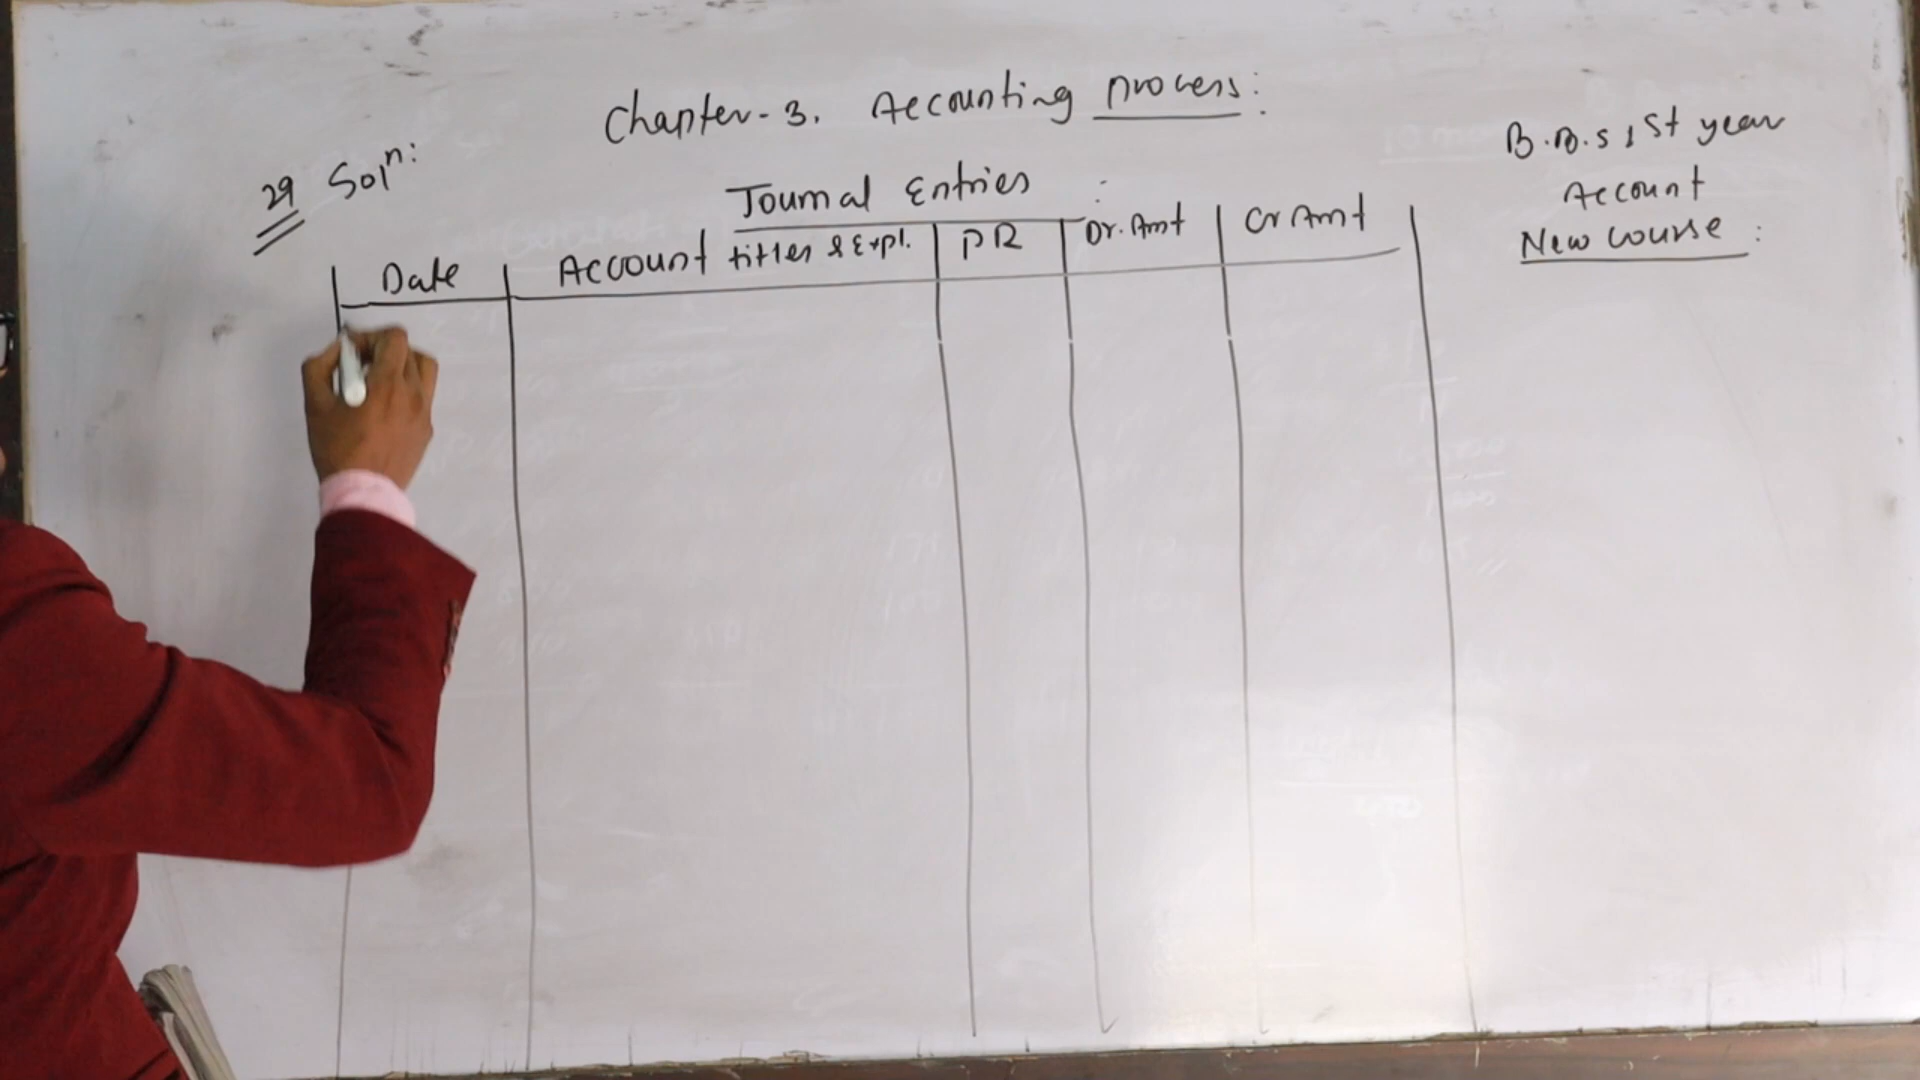 Chapter-3. Accounting process:
29 Solⁿ:
Journal Entries :
Date | Account titles & Expl. | PR | Dr. Amt | Cr Amt
B.B.S 1st year
Account
New Course :